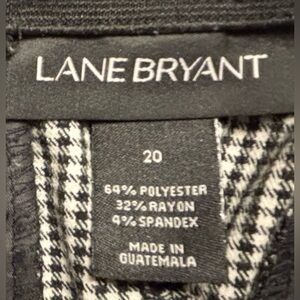 LANE BRYANT
20
64% POLYESTER
32% RAYON
4% SPANDEX
MADE IN
GUATEMALA